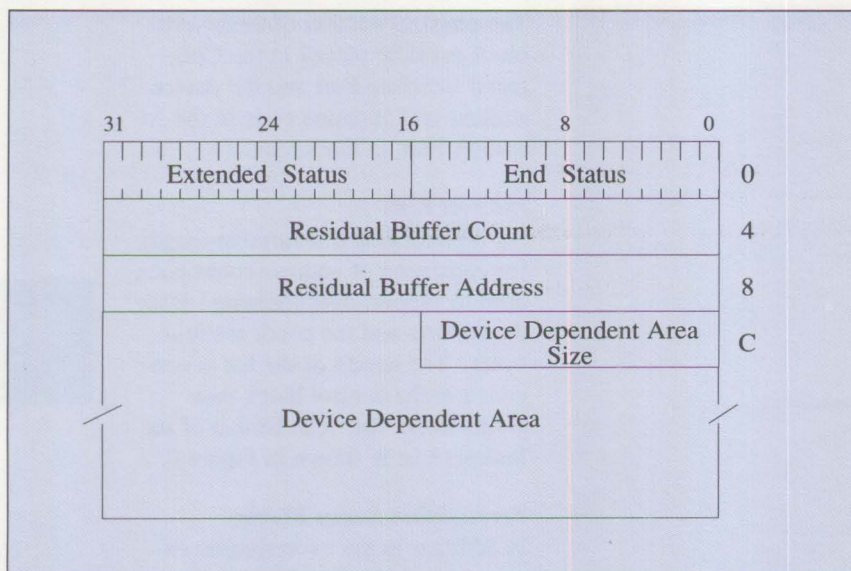 31 24 16 8 0
Extended Status End Status 0
Residual Buffer Count 4
Residual Buffer Address 8
Device Dependent Area
Size C
Device Dependent Area